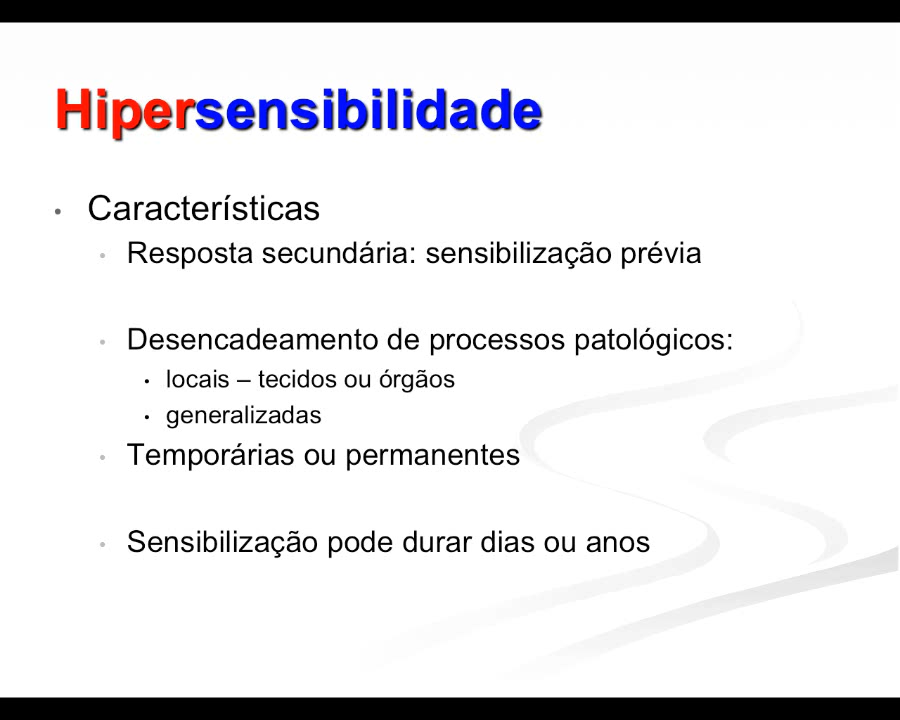 Hipersensibilidade
• Características
• Resposta secundária: sensibilização prévia
• Desencadeamento de processos patológicos:
• locais – tecidos ou órgãos
• generalizadas
• Temporárias ou permanentes
• Sensibilização pode durar dias ou anos